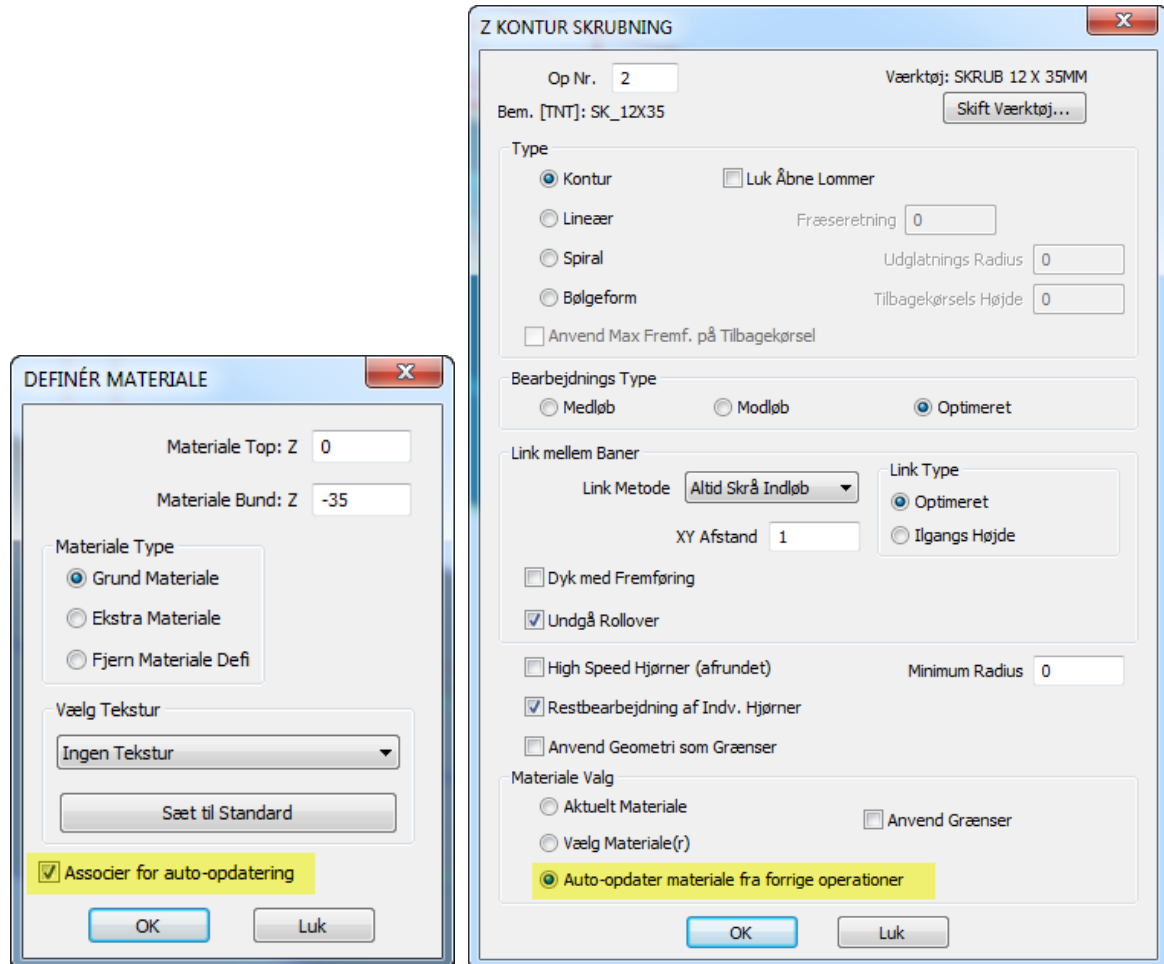 DEFINÉR MATERIALE
Materiale Top: Z 0
Materiale Bund: Z -35
Materiale Type
Grund Materiale
Ekstra Materiale
Fjern Materiale Defi
Vælg Tekstur
Ingen Tekstur
Sæt til Standard
Associer for auto-opdatering
OK Luk
Z KONTUR SKRUBNING
Op Nr. 2 Værktøj: SKRUB 12 X 35MM
Bem. [TNT]: SK_12X35 Skift Værktøj...
Type
Kontur Luk Åbne Lommer
Lineær Fræseretning 0
Spiral Udglatnings Radius 0
Bølgeform Tilbagekørsels Højde 0
Anvend Max Fremf. på Tilbagekørsel
Bearbejdnings Type
Medløb Modløb Optimeret
Link mellem Baner
Link Metode Altid Skrå Indløb
XY Afstand 1
Link Type
Optimeret
Ilgangs Højde
Dyk med Fremføring
Undgå Rollover
High Speed Hjørner (afrundet) Minimum Radius 0
Restbearbejdning af Indv. Hjørner
Anvend Geometri som Grænser
Materiale Valg
Aktuelt Materiale Anvend Grænser
Vælg Materiale(r)
Auto-opdater materiale fra forrige operationer
OK Luk